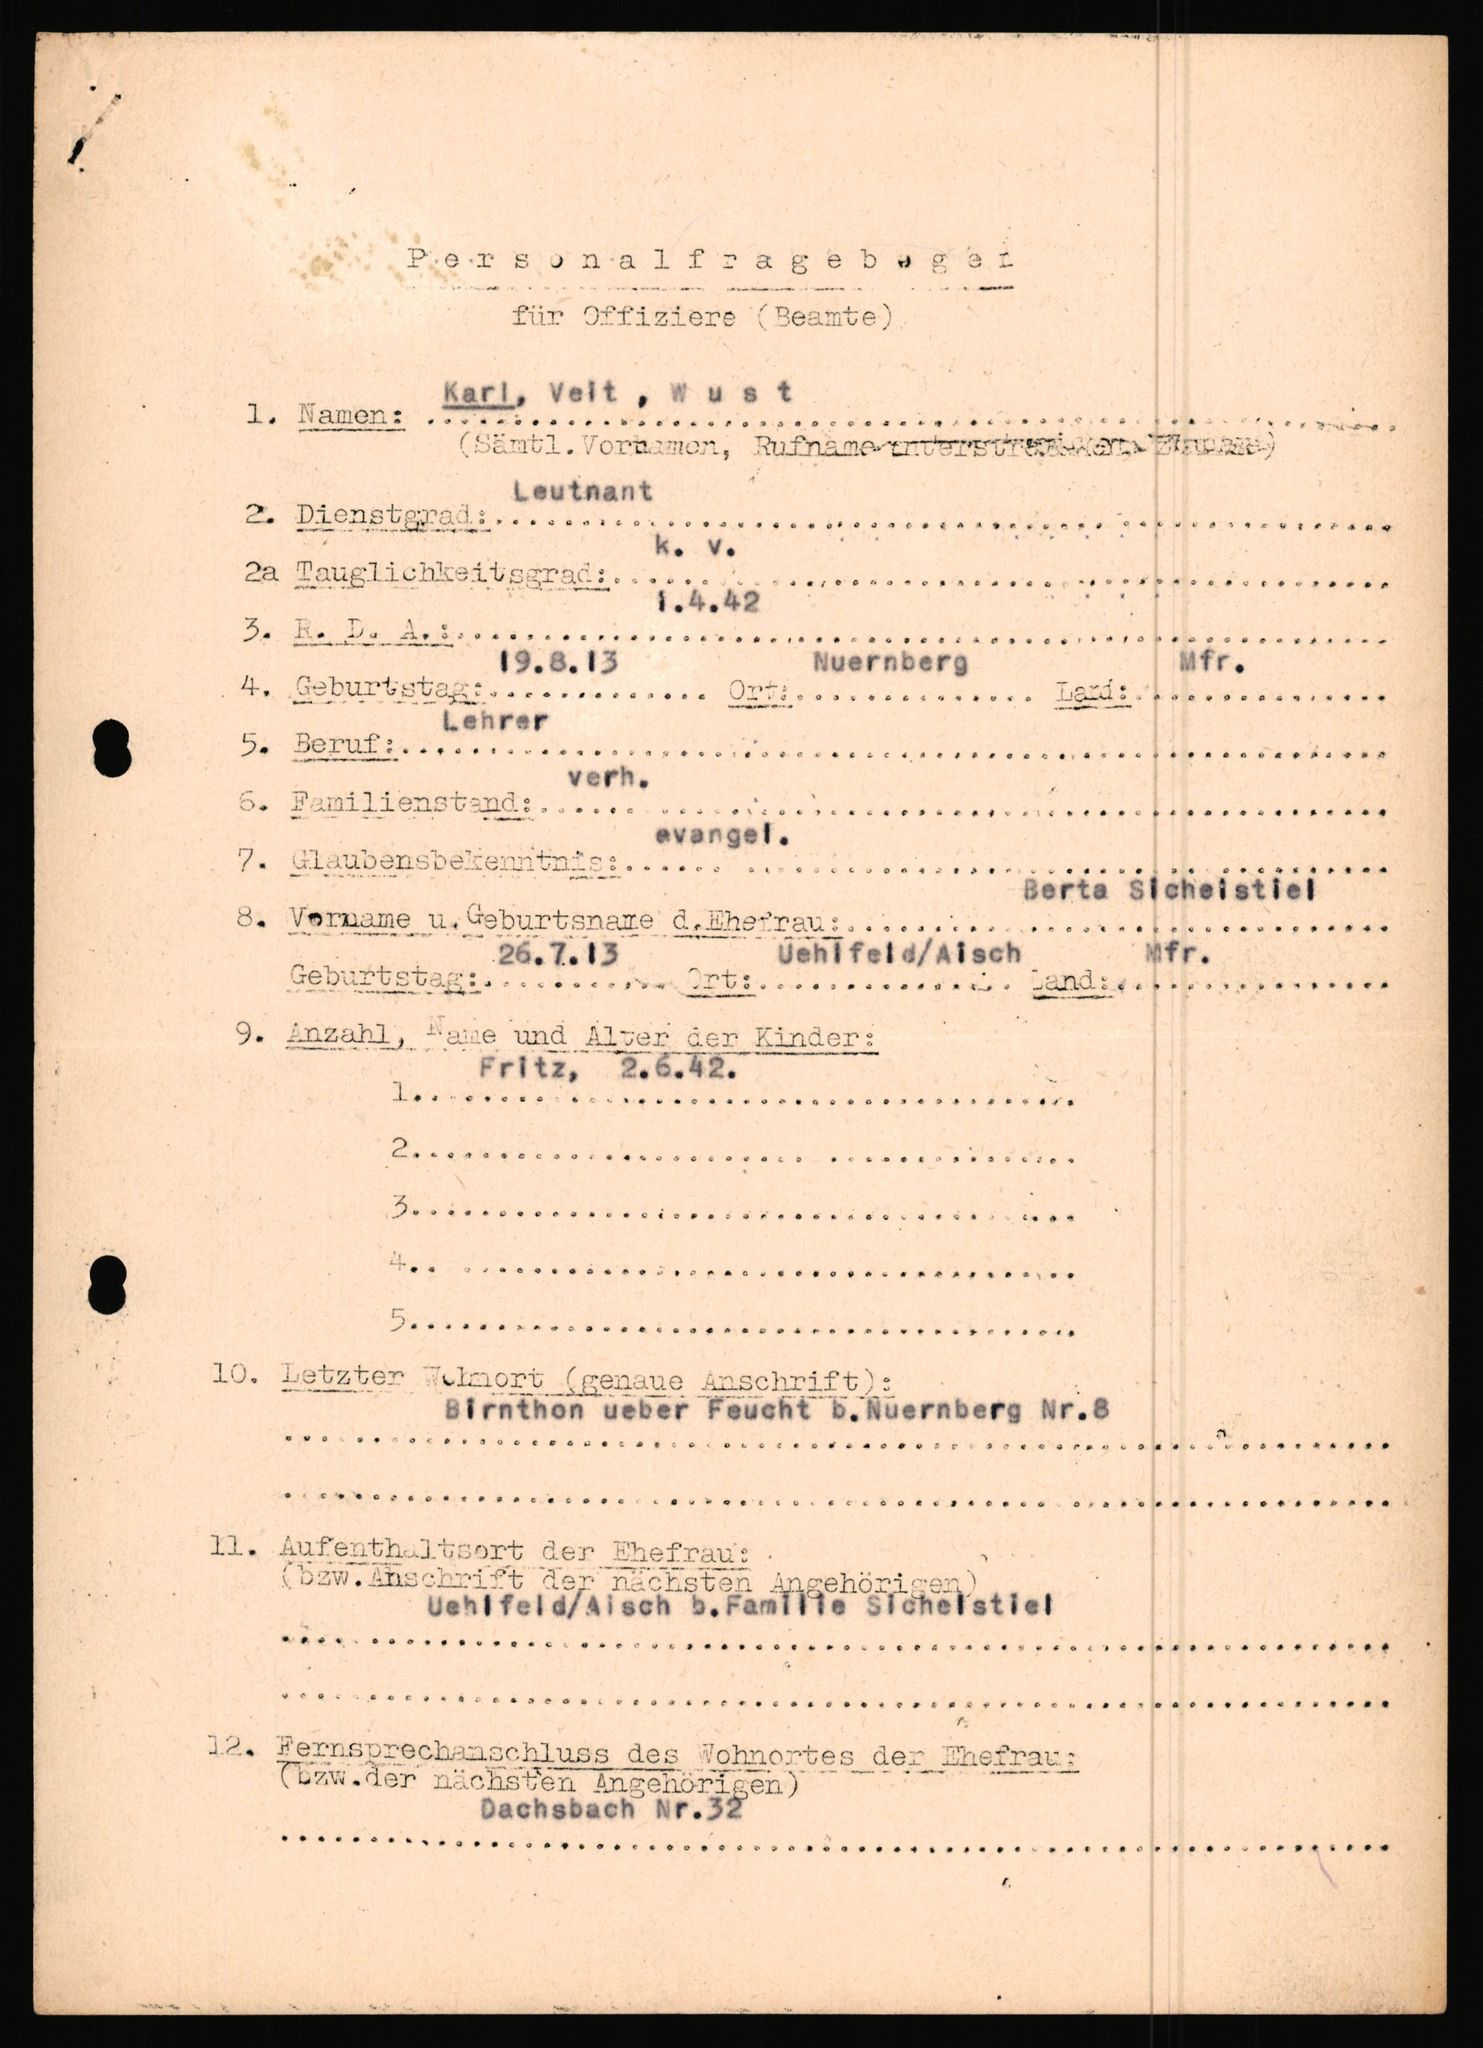 Personalfragebogen
für Offiziere (Beamte)
Karl, Veit, Wust
1. Namen:
(Sämtl. Vornamen, Rufname unterstreichen, Zuname)
Leutnant
2. Dienstgrad:
k. v.
2a Tauglichkeitsgrad:
1.4.42
3. R. D. A.:
19.8.13 Nuernberg Mfr.
4. Geburtstag: Ort: Land:
Lehrer
5. Beruf:
verh.
6. Familienstand:
evangel.
7. Glaubensbekenntnis:
Berta Sichelstiel
8. Vorname u. Geburtsname d. Ehefrau:
26.7.13 Uehlfeld/Aisch Mfr.
Geburtstag: Ort: Land:
9. Anzahl, Name und Alter der Kinder:
Fritz, 2.6.42.
1.
2.
3.
4.
5.
10. Letzter Wohnort (genaue Anschrift):
Birnthon ueber Feucht b. Nuernberg Nr.8
11. Aufenthaltsort der Ehefrau:
(bzw. Anschrift der nächsten Angehörigen)
Uehlfeld/Aisch b. Familie Sichelstiel
12. Fernsprechanschluss des Wohnortes der Ehefrau:
(bzw. der nächsten Angehörigen)
Dachsbach Nr.32